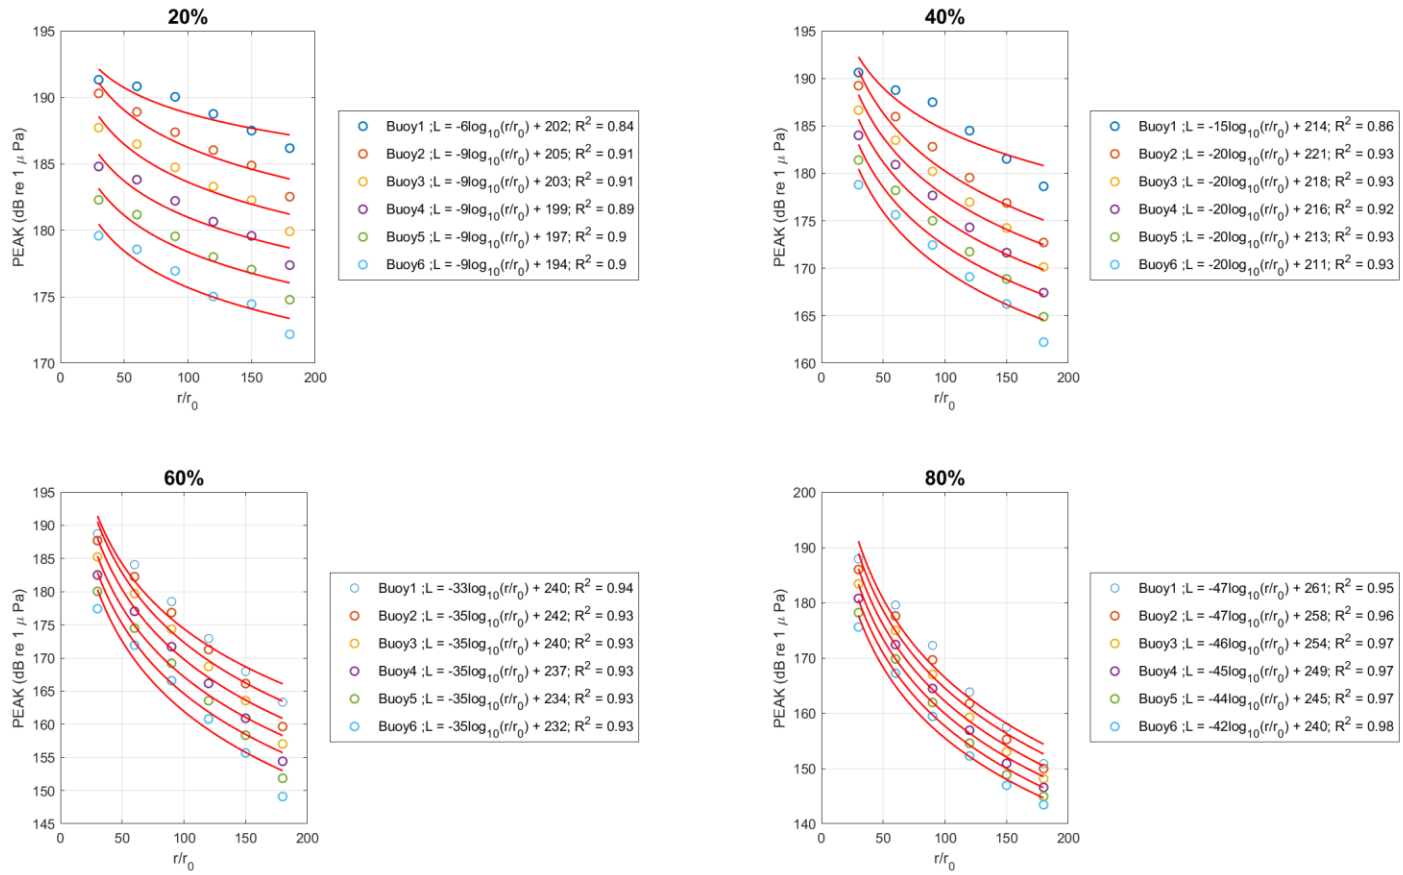 20%
195
190
185
180
175
170
PEAK (dB re 1 μ Pa)
0 50 100 150 200
r/r0
Buoy1 ;L = -6log10(r/r0) + 202; R2 = 0.84
Buoy2 ;L = -9log10(r/r0) + 205; R2 = 0.91
Buoy3 ;L = -9log10(r/r0) + 203; R2 = 0.91
Buoy4 ;L = -9log10(r/r0) + 199; R2 = 0.89
Buoy5 ;L = -9log10(r/r0) + 197; R2 = 0.9
Buoy6 ;L = -9log10(r/r0) + 194; R2 = 0.9
40%
195
190
185
180
175
170
165
160
PEAK (dB re 1 μ Pa)
0 50 100 150 200
r/r0
Buoy1 ;L = -15log10(r/r0) + 214; R2 = 0.86
Buoy2 ;L = -20log10(r/r0) + 221; R2 = 0.93
Buoy3 ;L = -20log10(r/r0) + 218; R2 = 0.93
Buoy4 ;L = -20log10(r/r0) + 216; R2 = 0.92
Buoy5 ;L = -20log10(r/r0) + 213; R2 = 0.93
Buoy6 ;L = -20log10(r/r0) + 211; R2 = 0.93
60%
195
190
185
180
175
170
165
160
155
150
145
PEAK (dB re 1 μ Pa)
0 50 100 150 200
r/r0
Buoy1 ;L = -33log10(r/r0) + 240; R2 = 0.94
Buoy2 ;L = -35log10(r/r0) + 242; R2 = 0.93
Buoy3 ;L = -35log10(r/r0) + 240; R2 = 0.93
Buoy4 ;L = -35log10(r/r0) + 237; R2 = 0.93
Buoy5 ;L = -35log10(r/r0) + 234; R2 = 0.93
Buoy6 ;L = -35log10(r/r0) + 232; R2 = 0.93
80%
200
190
180
170
160
150
140
PEAK (dB re 1 μ Pa)
0 50 100 150 200
r/r0
Buoy1 ;L = -47log10(r/r0) + 261; R2 = 0.95
Buoy2 ;L = -47log10(r/r0) + 258; R2 = 0.96
Buoy3 ;L = -46log10(r/r0) + 254; R2 = 0.97
Buoy4 ;L = -45log10(r/r0) + 249; R2 = 0.97
Buoy5 ;L = -44log10(r/r0) + 245; R2 = 0.97
Buoy6 ;L = -42log10(r/r0) + 240; R2 = 0.98